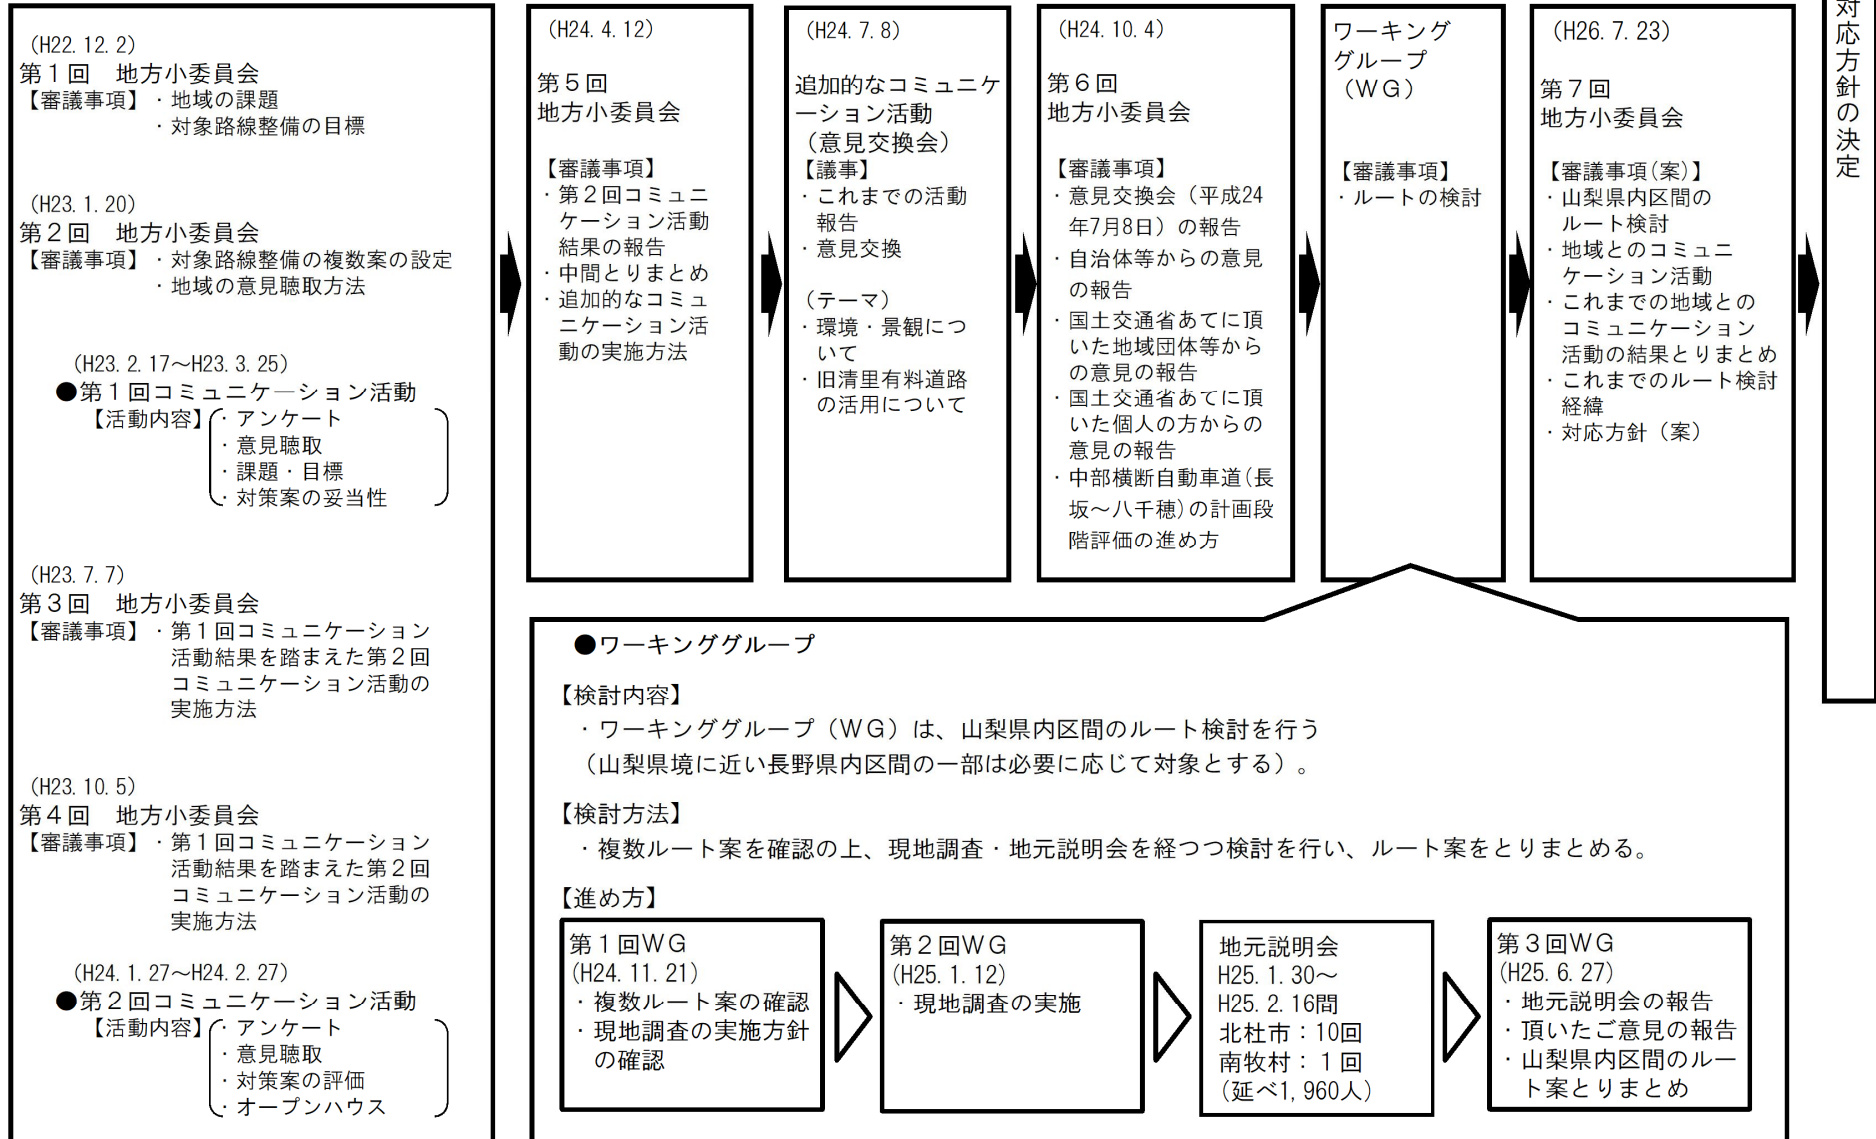 (H22.12.2)
第１回　地方小委員会
【審議事項】・地域の課題
・対象路線整備の目標
(H23.1.20)
第２回　地方小委員会
【審議事項】・対象路線整備の複数案の設定
・地域の意見聴取方法
(H23.2.17～H23.3.25)
●第１回コミュニケ―ション活動
【活動内容】・アンケート
・意見聴取
・課題・目標
・対策案の妥当性
(H23.7.7)
第３回　地方小委員会
【審議事項】・第１回コミュニケーション
活動結果を踏まえた第２回
コミュニケーション活動の
実施方法
(H23.10.5)
第４回　地方小委員会
【審議事項】・第１回コミュニケーション
活動結果を踏まえた第２回
コミュニケーション活動の
実施方法
(H24.1.27～H24.2.27)
●第２回コミュニケーション活動
【活動内容】・アンケート
・意見聴取
・対策案の評価
・オープンハウス
(H24.4.12)
第５回
地方小委員会
【審議事項】
・第２回コミュニ
ケーション活動
結果の報告
・中間とりまとめ
・追加的なコミュ
ニケーション活
動の実施方法
(H24.7.8)
追加的なコミュニケ
ーション活動
（意見交換会）
【議事】
・これまでの活動
報告
・意見交換
（テーマ）
・環境・景観につ
いて
・旧清里有料道路
の活用について
(H24.10.4)
第６回
地方小委員会
【審議事項】
・意見交換会（平成24
年7月8日）の報告
・自治体等からの意見
の報告
・国土交通省あてに頂
いた地域団体等から
の意見の報告
・国土交通省あてに頂
いた個人の方からの
意見の報告
・中部横断自動車道(長
坂～八千穂)の計画段
階評価の進め方
ワーキング
グループ
（ＷＧ）
【審議事項】
・ルートの検討
(H26.7.23)
第７回
地方小委員会
【審議事項(案)】
・山梨県内区間の
ルート検討
・地域とのコミュニ
ケーション活動
・これまでの地域との
コミュニケーション
活動の結果とりまとめ
・これまでのルート検討
経緯
・対応方針（案）
対応方針の決定
●ワーキンググループ
【検討内容】
・ワーキンググループ（ＷＧ）は、山梨県内区間のルート検討を行う
（山梨県境に近い長野県内区間の一部は必要に応じて対象とする）。
【検討方法】
・複数ルート案を確認の上、現地調査・地元説明会を経つつ検討を行い、ルート案をとりまとめる。
【進め方】
第１回ＷＧ
(H24.11.21)
・複数ルート案の確認
・現地調査の実施方針
の確認
第２回ＷＧ
(H25.1.12)
・現地調査の実施
地元説明会
H25.1.30～
H25.2.16間
北杜市：10回
南牧村：１回
(延べ1,960人)
第３回ＷＧ
(H25.6.27)
・地元説明会の報告
・頂いたご意見の報告
・山梨県内区間のルー
ト案とりまとめ